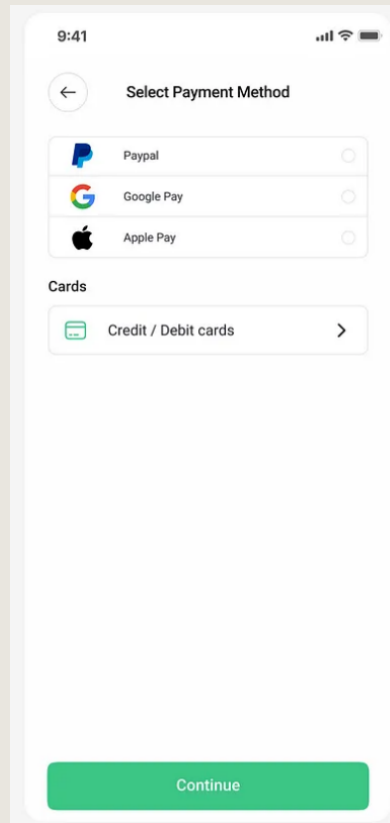 9:41
Select Payment Method
Paypal
Google Pay
Apple Pay
Cards
Credit / Debit cards
Continue